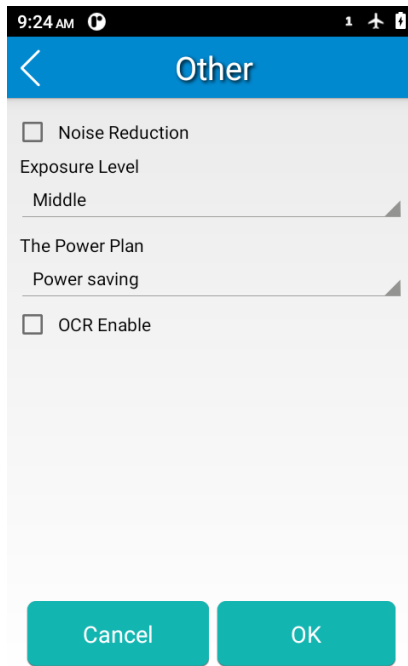 9:24 AM 1
Other
Noise Reduction
Exposure Level
Middle
The Power Plan
Power saving
OCR Enable
Cancel OK